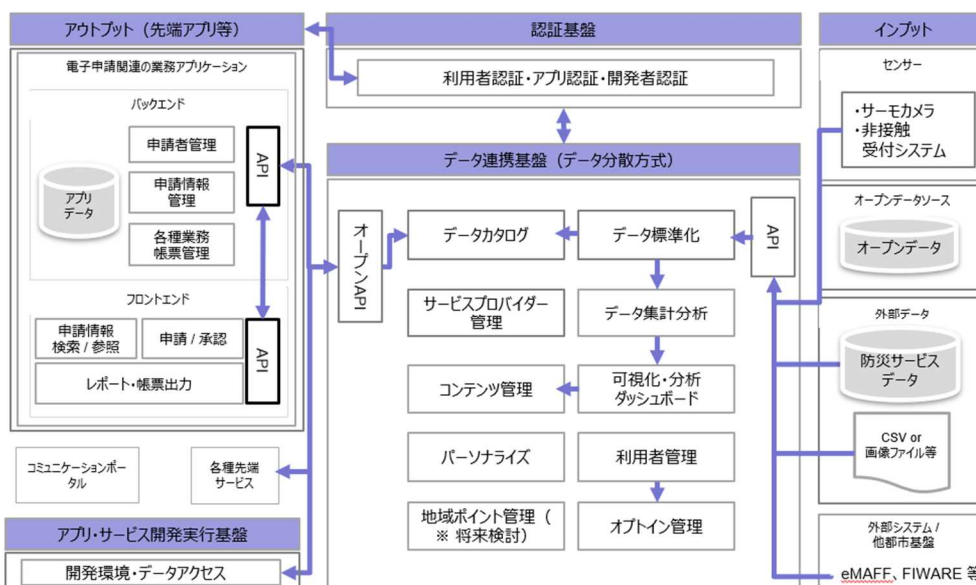 アウトプット（先端アプリ等）
電子申請関連の業務アプリケーション
バックエンド
アプリ
データ
申請者管理
申請情報
管理
各種業務
帳票管理
API
フロントエンド
申請情報
検索 / 参照
申請 / 承認
レポート・帳票出力
API
コミュニケーションポー
タル
各種先端
サービス
アプリ・サービス開発実行基盤
開発環境・データアクセス
認証基盤
利用者認証・アプリ認証・開発者認証
データ連携基盤（データ分散方式）
オープンAPI
データカタログ
データ標準化
API
サービスプロバイダー
管理
データ集計分析
コンテンツ管理
可視化・分析
ダッシュボード
パーソナライズ
利用者管理
地域ポイント管理（
※ 将来検討）
オプトイン管理
インプット
センサー
・サーモカメラ
・非接触
受付システム
オープンデータソース
オープンデータ
外部データ
防災サービス
データ
CSV or
画像ファイル等
外部システム /
他都市基盤
eMAFF、FIWARE 等